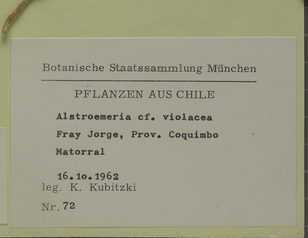 Botanische Staatssammlung München
PFLANZEN AUS CHILE
Alstroemeria cf. violacea
Fray Jorge, Prov. Coquimbo
Matorral
16.10.1962
leg. K. Kubitzki
Nr. 72